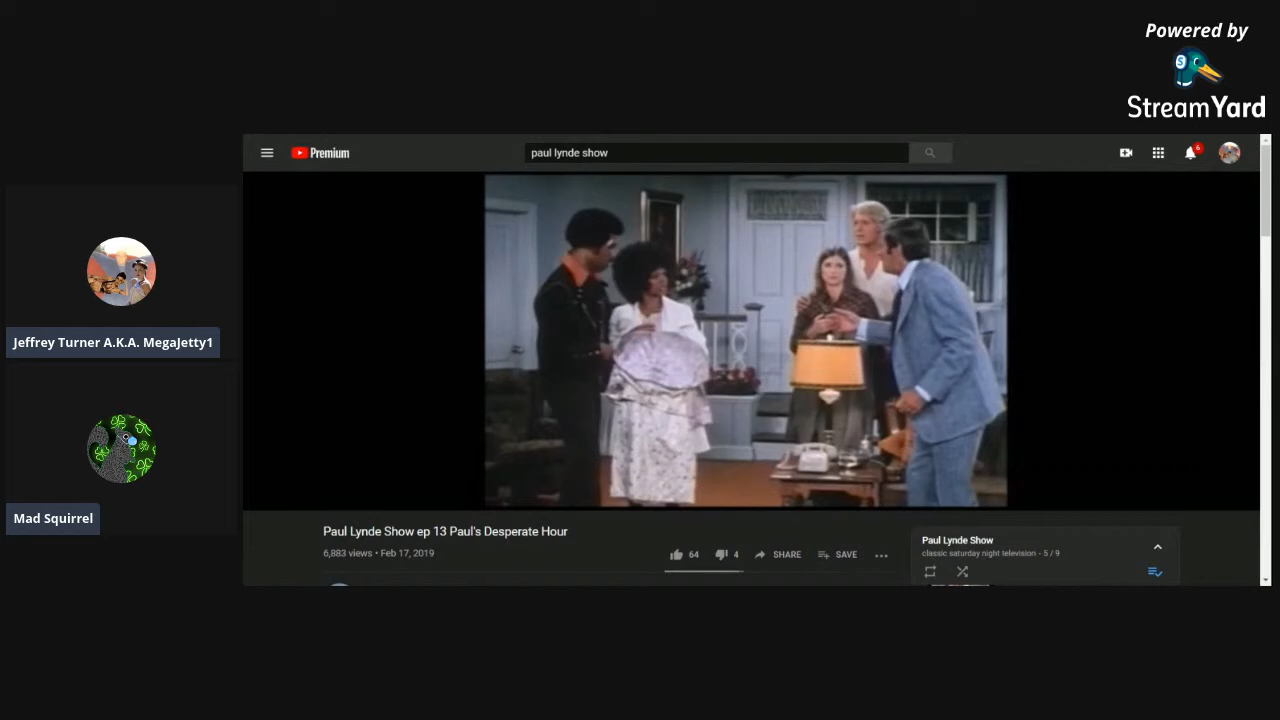 Powered by
StreamYard
Premium
paul lynde show
6
Jeffrey Turner A.K.A. MegaJetty1
Mad Squirrel
Paul Lynde Show ep 13 Paul's Desperate Hour
6,883 views • Feb 17, 2019
64
4
SHARE
SAVE
Paul Lynde Show
classic saturday night television - 5 / 9